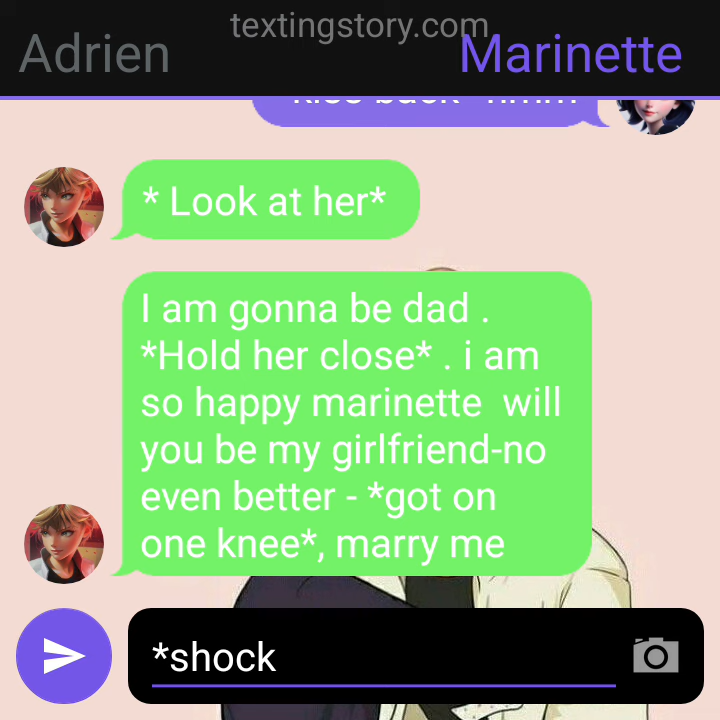 textingstory.com
Adrien
Marinette
* Look at her*
I am gonna be dad .
*Hold her close* . i am
so happy marinette will
you be my girlfriend-no
even better - *got on
one knee*, marry me
*shock